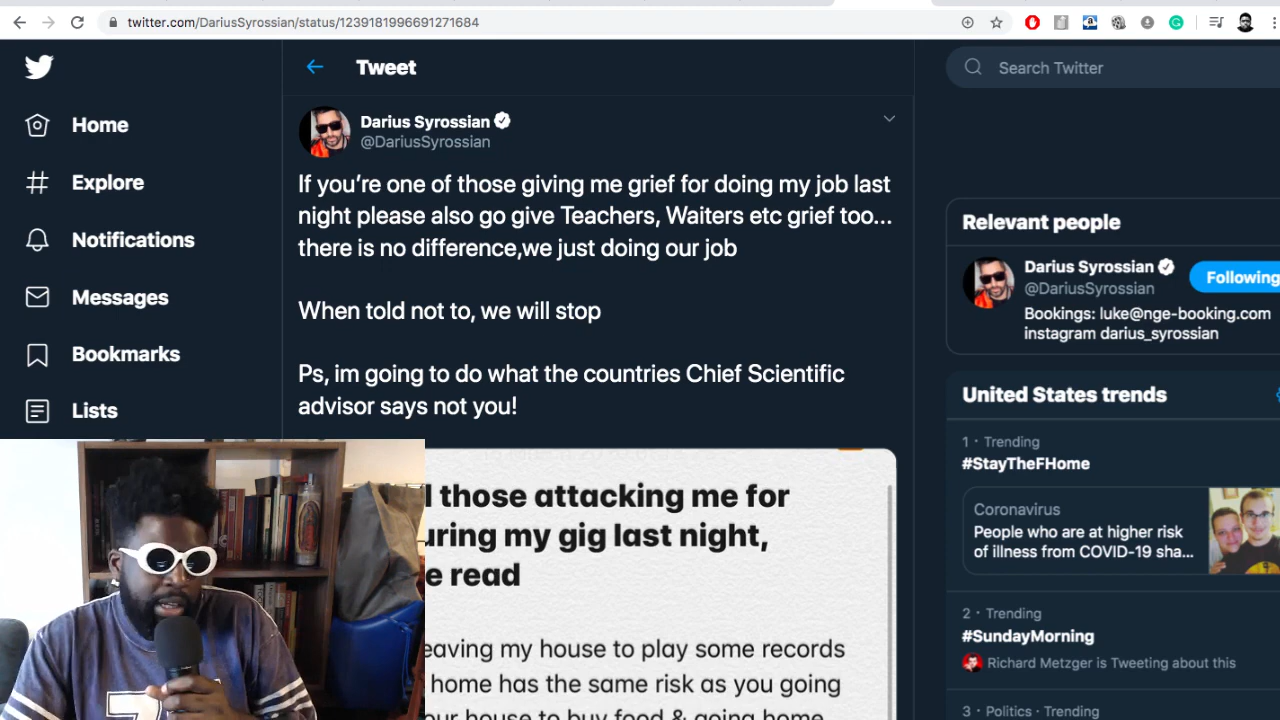 twitter.com/DariusSyrossian/status/1239181996691271684
Home
Explore
Notifications
Messages
Bookmarks
Lists
Tweet
Darius Syrossian
@DariusSyrossian
If you’re one of those giving me grief for doing my job last
night please also go give Teachers, Waiters etc grief too...
there is no difference,we just doing our job
When told not to, we will stop
Ps, im going to do what the countries Chief Scientific
advisor says not you!
those attacking me for
uring my gig last night,
e read
eaving my house to play some records
home has the same risk as you going
our house to buy food & going home
Search Twitter
Relevant people
Darius Syrossian
@DariusSyrossian
Following
Bookings: luke@nge-booking.com
instagram darius_syrossian
United States trends
1 · Trending
#StayTheFHome
Coronavirus
People who are at higher risk
of illness from COVID-19 sha...
2 · Trending
#SundayMorning
Richard Metzger is Tweeting about this
3 · Politics · Trending